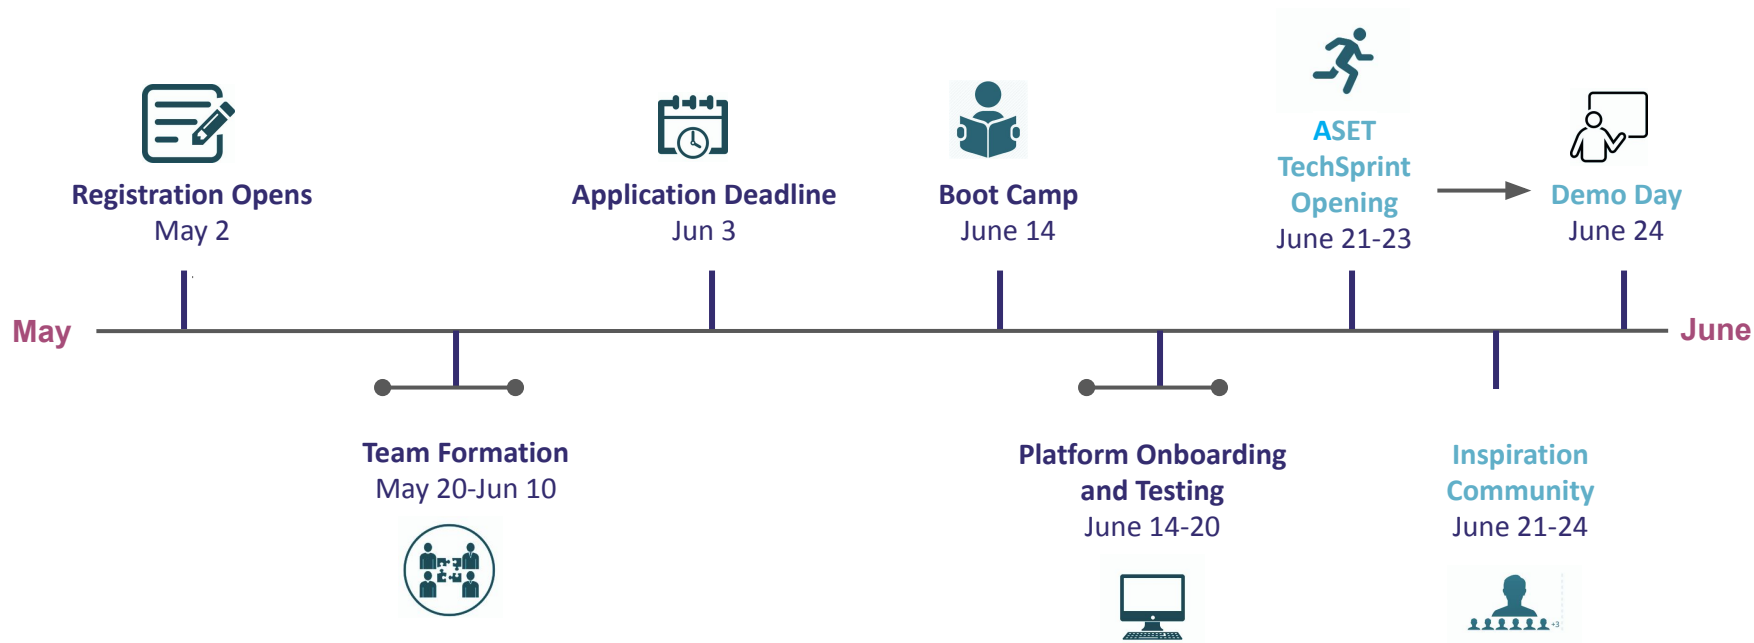 Registration Opens
May 2
Application Deadline
Jun 3
Boot Camp
June 14
ASET
TechSprint
Opening
June 21-23
Demo Day
June 24
May
June
Team Formation
May 20-Jun 10
Platform Onboarding
and Testing
June 14-20
Inspiration
Community
June 21-24
+3